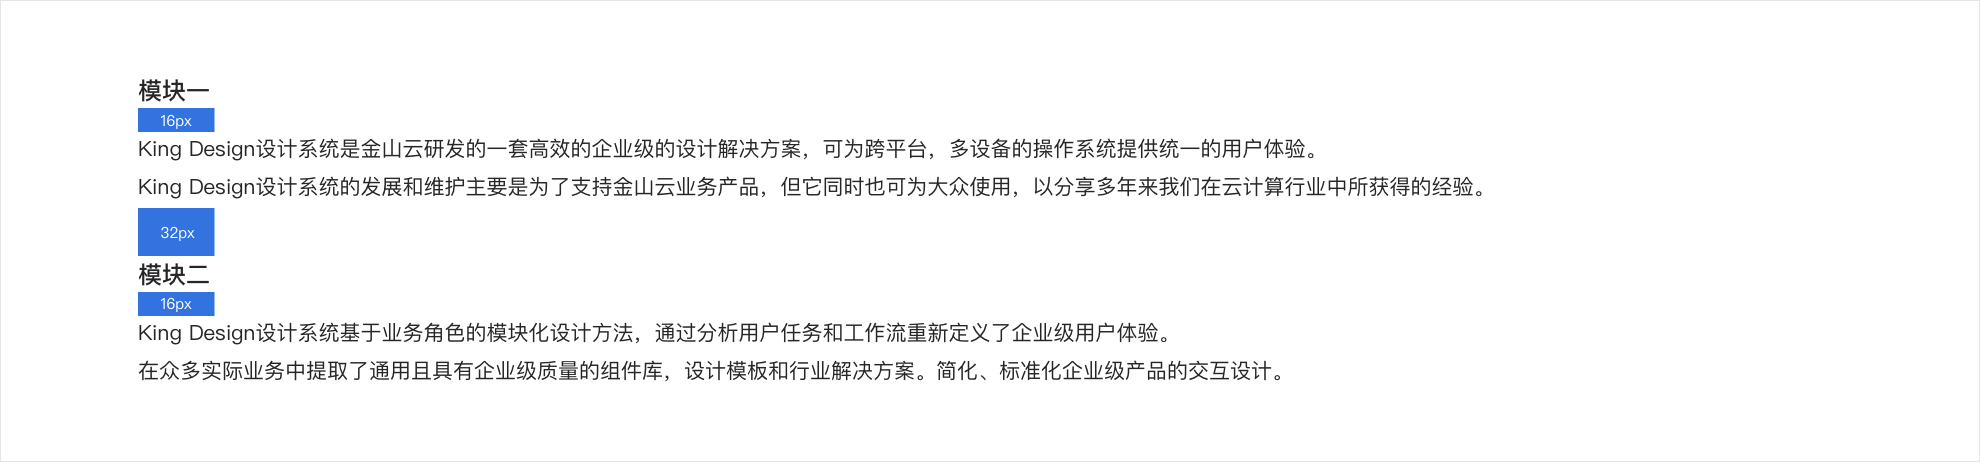 模块一
16px
King Design设计系统是金山云研发的一套高效的企业级的设计解决方案，可为跨平台，多设备的操作系统提供统一的用户体验。
King Design设计系统的发展和维护主要是为了支持金山云业务产品，但它同时也可为大众使用，以分享多年来我们在云计算行业中所获得的经验。
32px
模块二
16px
King Design设计系统基于业务角色的模块化设计方法，通过分析用户任务和工作流重新定义了企业级用户体验。
在众多实际业务中提取了通用且具有企业级质量的组件库，设计模板和行业解决方案。简化、标准化企业级产品的交互设计。